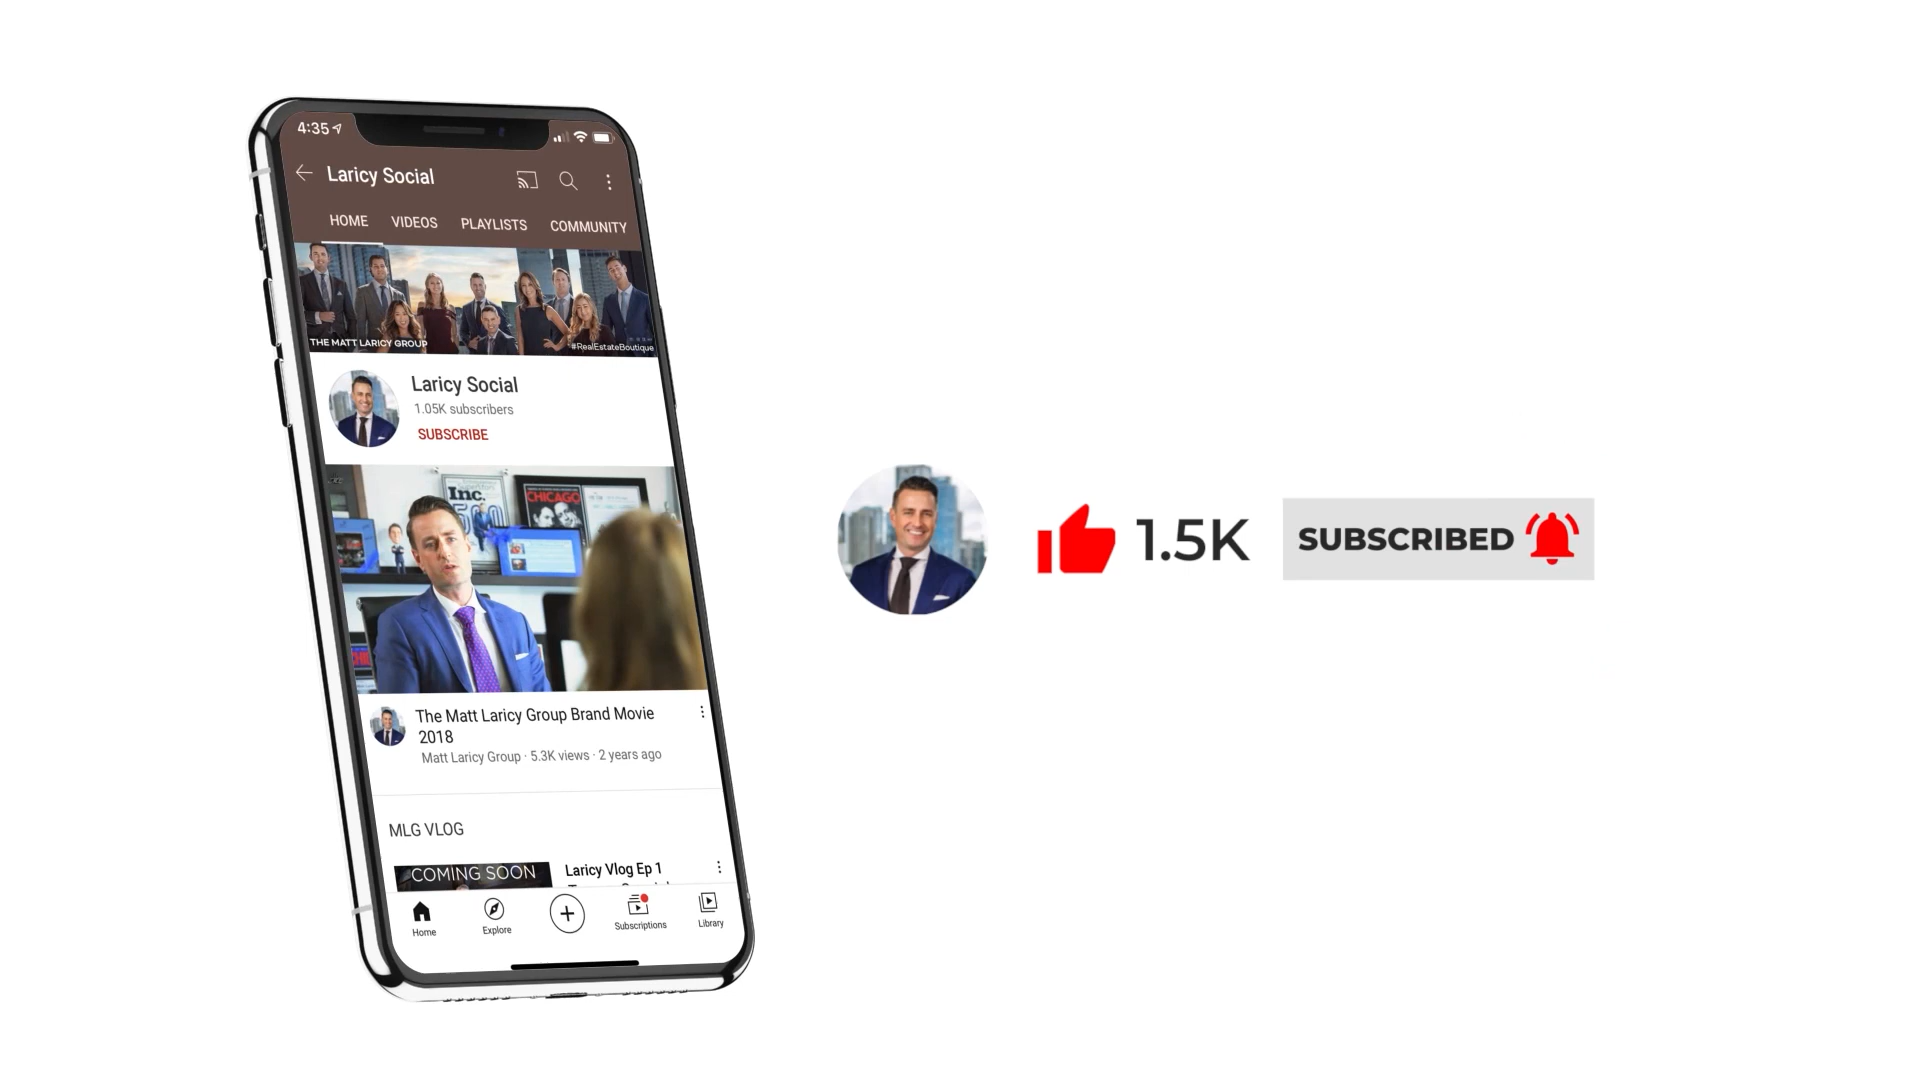 4:35
Laricy Social
HOME VIDEOS PLAYLISTS COMMUNITY
THE MATT LARICY GROUP
#RealEstateBoutique
Laricy Social
1.05K subscribers
SUBSCRIBE
Inc.
500
CHICAGO
The Matt Laricy Group Brand Movie
2018
Matt Laricy Group · 5.3K views · 2 years ago
MLG VLOG
COMING SOON
Laricy Vlog Ep 1
Home
Explore
Subscriptions
Library
1.5K
SUBSCRIBED